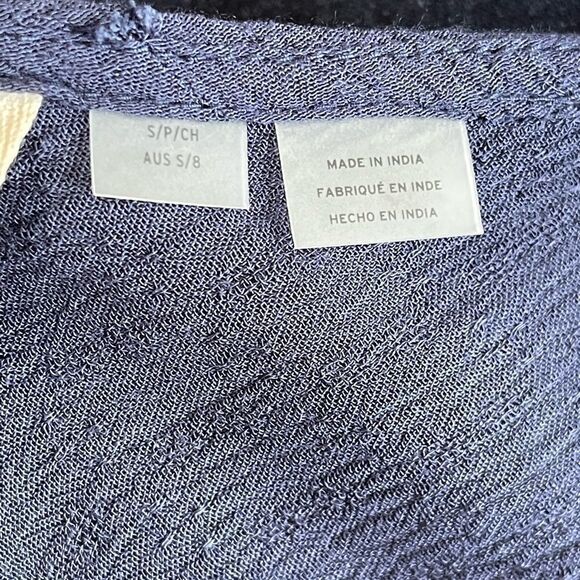 S/P/CH
AUS S/8
MADE IN INDIA
FABRIQUÉ EN INDE
HECHO EN INDIA